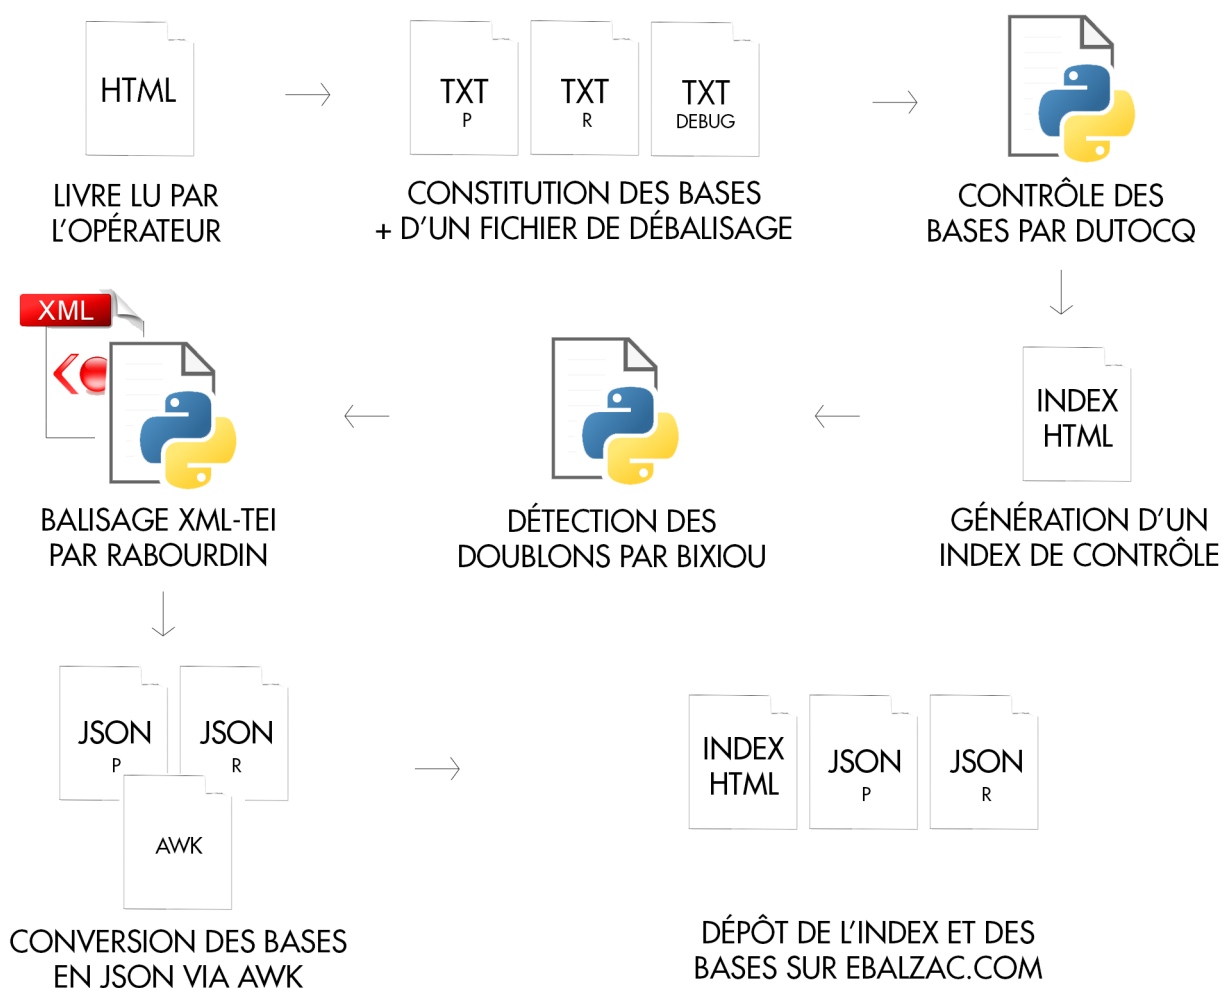 HTML
LIVRE LU PAR
L'OPÉRATEUR
TXT
P
TXT
R
TXT
DEBUG
CONSTITUTION DES BASES
+ D'UN FICHIER DE DÉBALISAGE
CONTRÔLE DES
BASES PAR DUTOCQ
INDEX
HTML
GÉNÉRATION D'UN
INDEX DE CONTRÔLE
DÉTECTION DES
DOUBLONS PAR BIXIOU
XML
BALISAGE XML-TEI
PAR RABOURDIN
JSON
P
JSON
R
AWK
CONVERSION DES BASES
EN JSON VIA AWK
INDEX
HTML
JSON
P
JSON
R
DÉPÔT DE L'INDEX ET DES
BASES SUR EBALZAC.COM